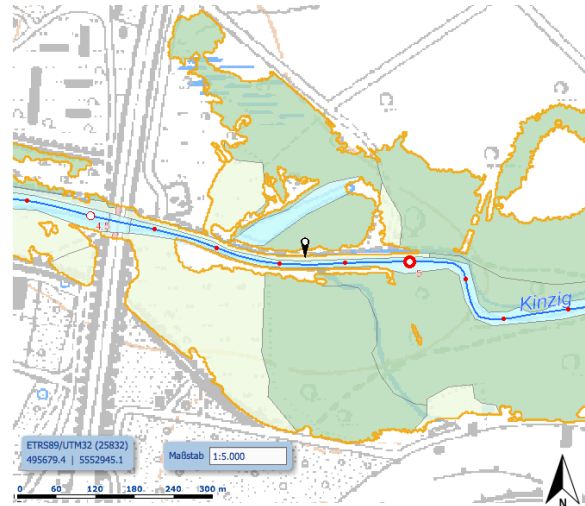 4.5
5
Kinzig
ETRS89/UTM32 (25832)
495679.4 | 5552945.1
Maßstab 1:5.000
0 60 120 180 300 m
N